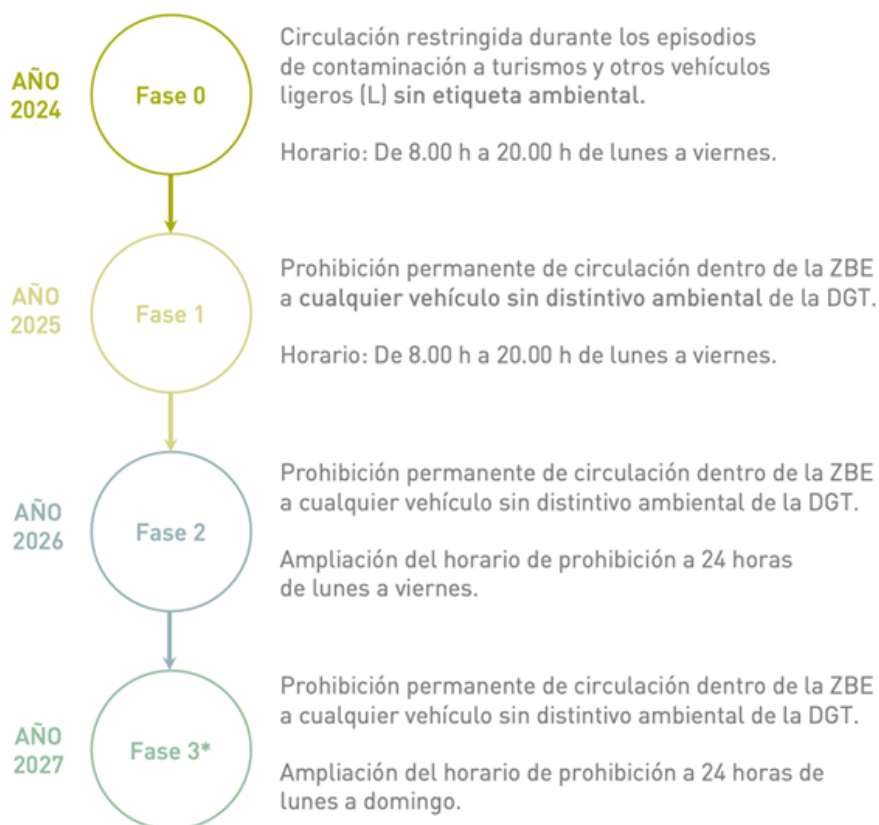 AÑO
2024
Fase 0
Circulación restringida durante los episodios
de contaminación a turismos y otros vehículos
ligeros (L) sin etiqueta ambiental.
Horario: De 8.00 h a 20.00 h de lunes a viernes.
AÑO
2025
Fase 1
Prohibición permanente de circulación dentro de la ZBE
a cualquier vehículo sin distintivo ambiental de la DGT.
Horario: De 8.00 h a 20.00 h de lunes a viernes.
AÑO
2026
Fase 2
Prohibición permanente de circulación dentro de la ZBE
a cualquier vehículo sin distintivo ambiental de la DGT.
Ampliación del horario de prohibición a 24 horas
de lunes a viernes.
AÑO
2027
Fase 3*
Prohibición permanente de circulación dentro de la ZBE
a cualquier vehículo sin distintivo ambiental de la DGT.
Ampliación del horario de prohibición a 24 horas de
lunes a domingo.